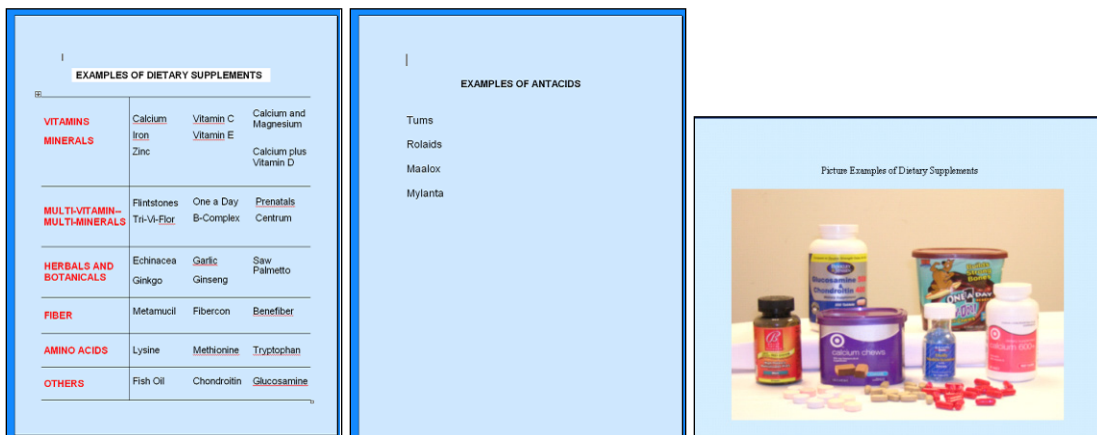 EXAMPLES OF DIETARY SUPPLEMENTS
VITAMINS
MINERALS
Calcium Vitamin C Calcium and Magnesium
Iron Vitamin E
Zinc Calcium plus Vitamin D
MULTI-VITAMIN--
MULTI-MINERALS
Flintstones One a Day Prenatals
Tri-Vi-Flor B-Complex Centrum
HERBALS AND
BOTANICALS
Echinacea Garlic Saw Palmetto
Ginkgo Ginseng
FIBER Metamucil Fibercon Benefiber
AMINO ACIDS Lysine Methionine Tryptophan
OTHERS Fish Oil Chondroitin Glucosamine
EXAMPLES OF ANTACIDS
Tums
Rolaids
Maalox
Mylanta
Picture Examples of Dietary Supplements
Glucosamine
Chondroitin
ONE A DAY
calcium chews
calcium 600